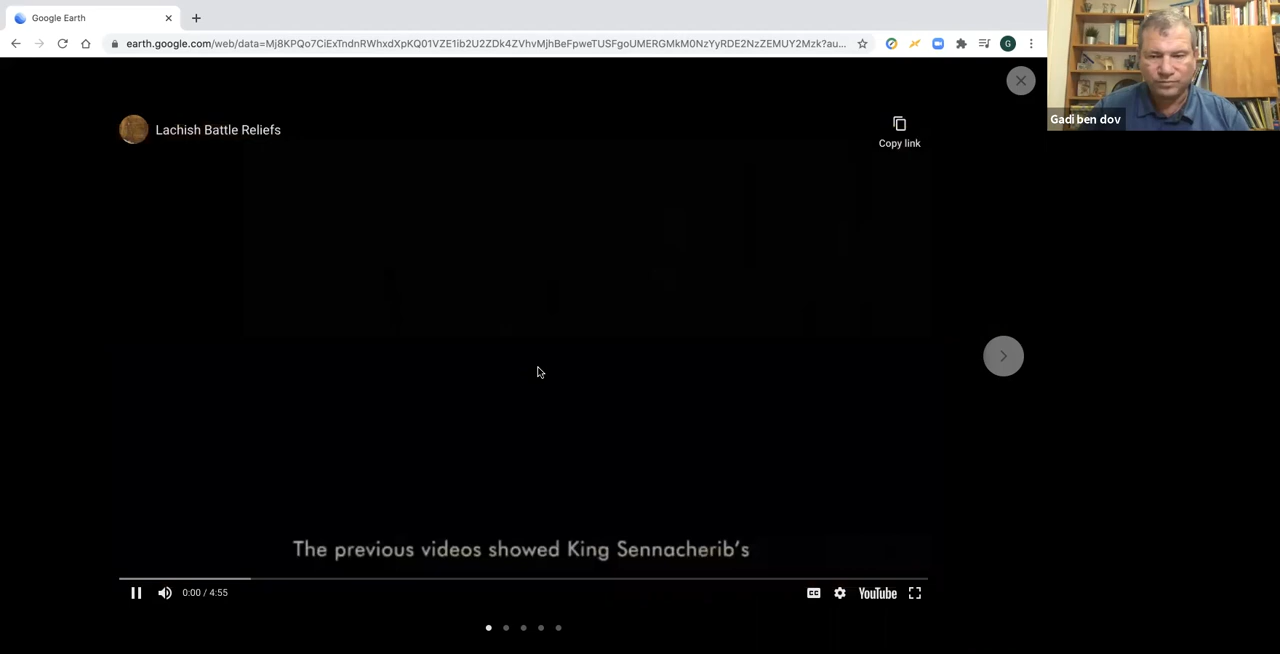 Google Earth
earth.google.com/web/data=Mj8KPQo7CiExTndnRWhxdXpKQ01VZE1ib2U2ZDk4ZVhvMjhBeFpweTUSFgoUMERGMkM0NzYyRDE2NzZEMUY2Mzk?au...
G
Gadi ben dov
Lachish Battle Reliefs
Copy link
The previous videos showed King Sennacherib's
0:00 / 4:55
CC
YouTube